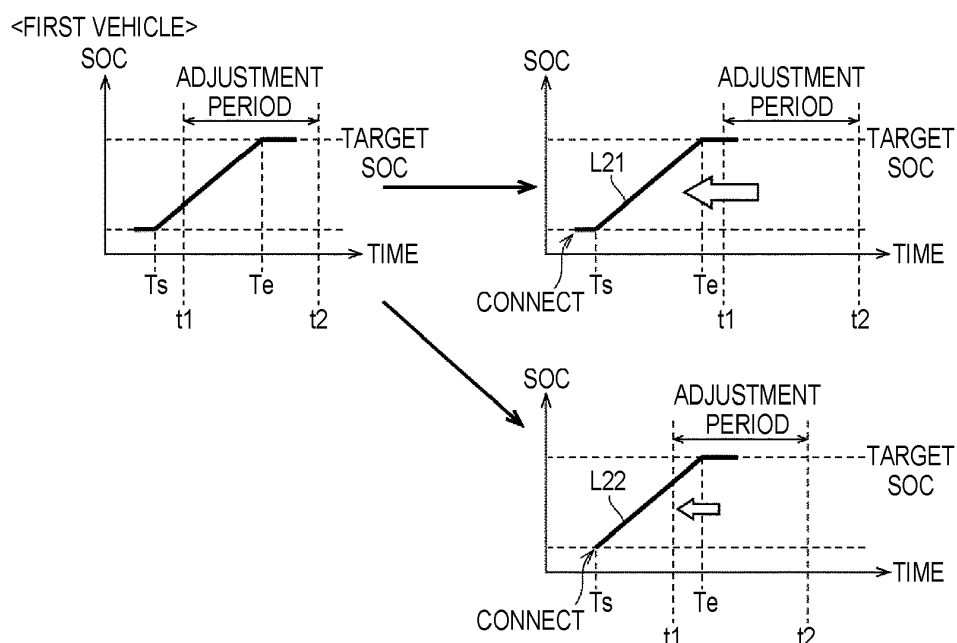 <FIRST VEHICLE>
SOC
ADJUSTMENT
PERIOD
TARGET
SOC
TIME
Ts
Te
t1
t2
SOC
ADJUSTMENT
PERIOD
TARGET
SOC
L21
TIME
CONNECT
Ts
Te
t1
t2
SOC
ADJUSTMENT
PERIOD
TARGET
SOC
L22
TIME
CONNECT
Ts
Te
t1
t2